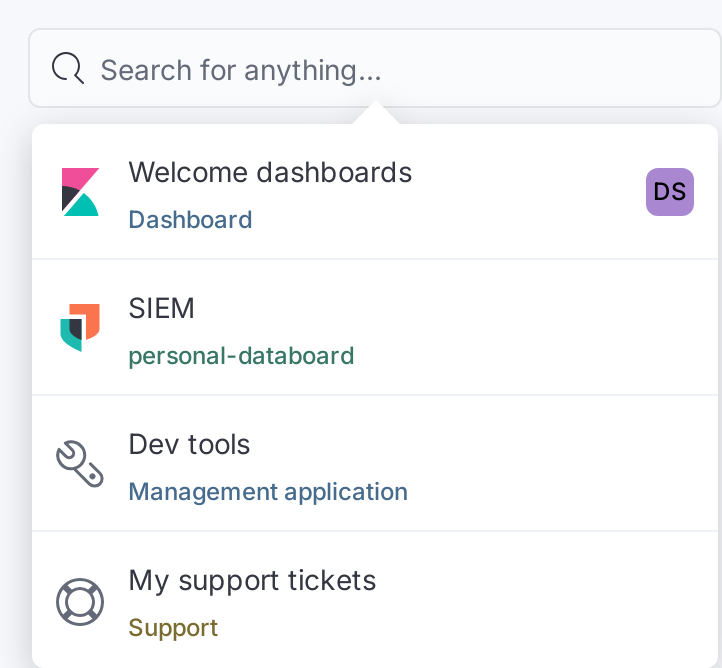 Search for anything...
Welcome dashboards
Dashboard
DS
SIEM
personal-databoard
Dev tools
Management application
My support tickets
Support